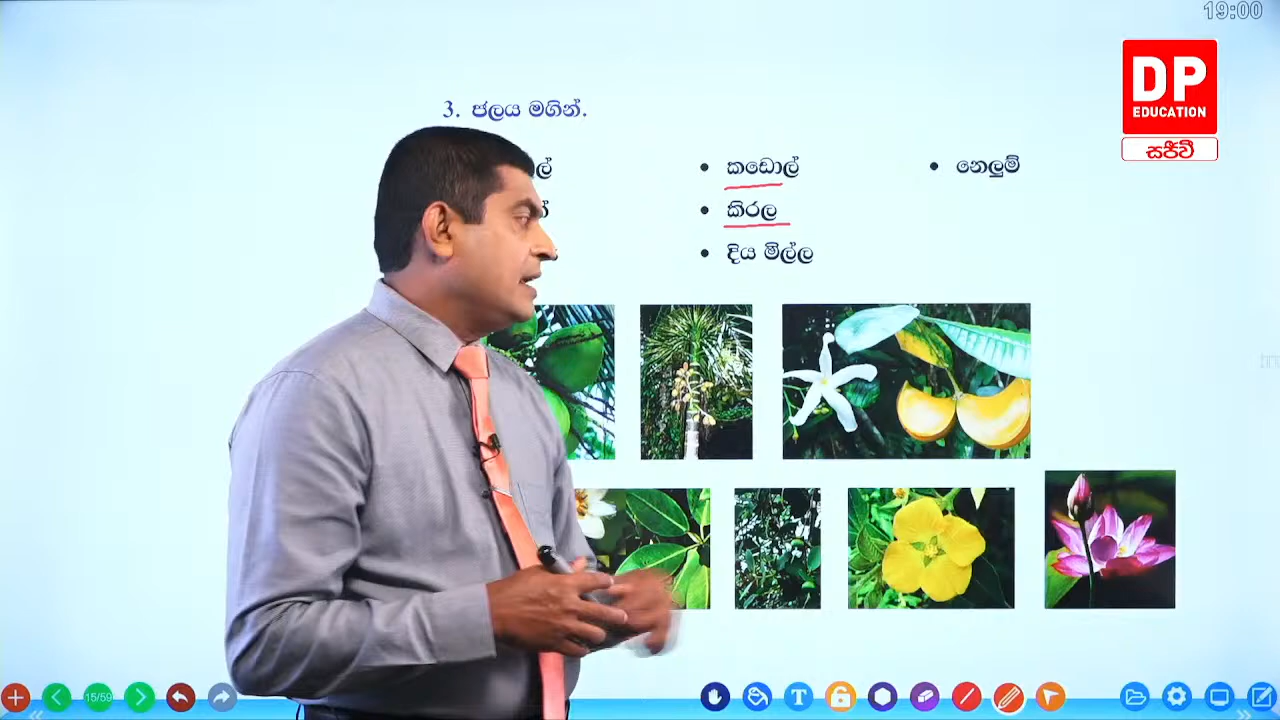 19:00
DP
EDUCATION
සජීවී
3. ජලය මගින්.
• කඩොල්
• නෙලුම්
• කිරල
• දිය මිල්ල
15/59